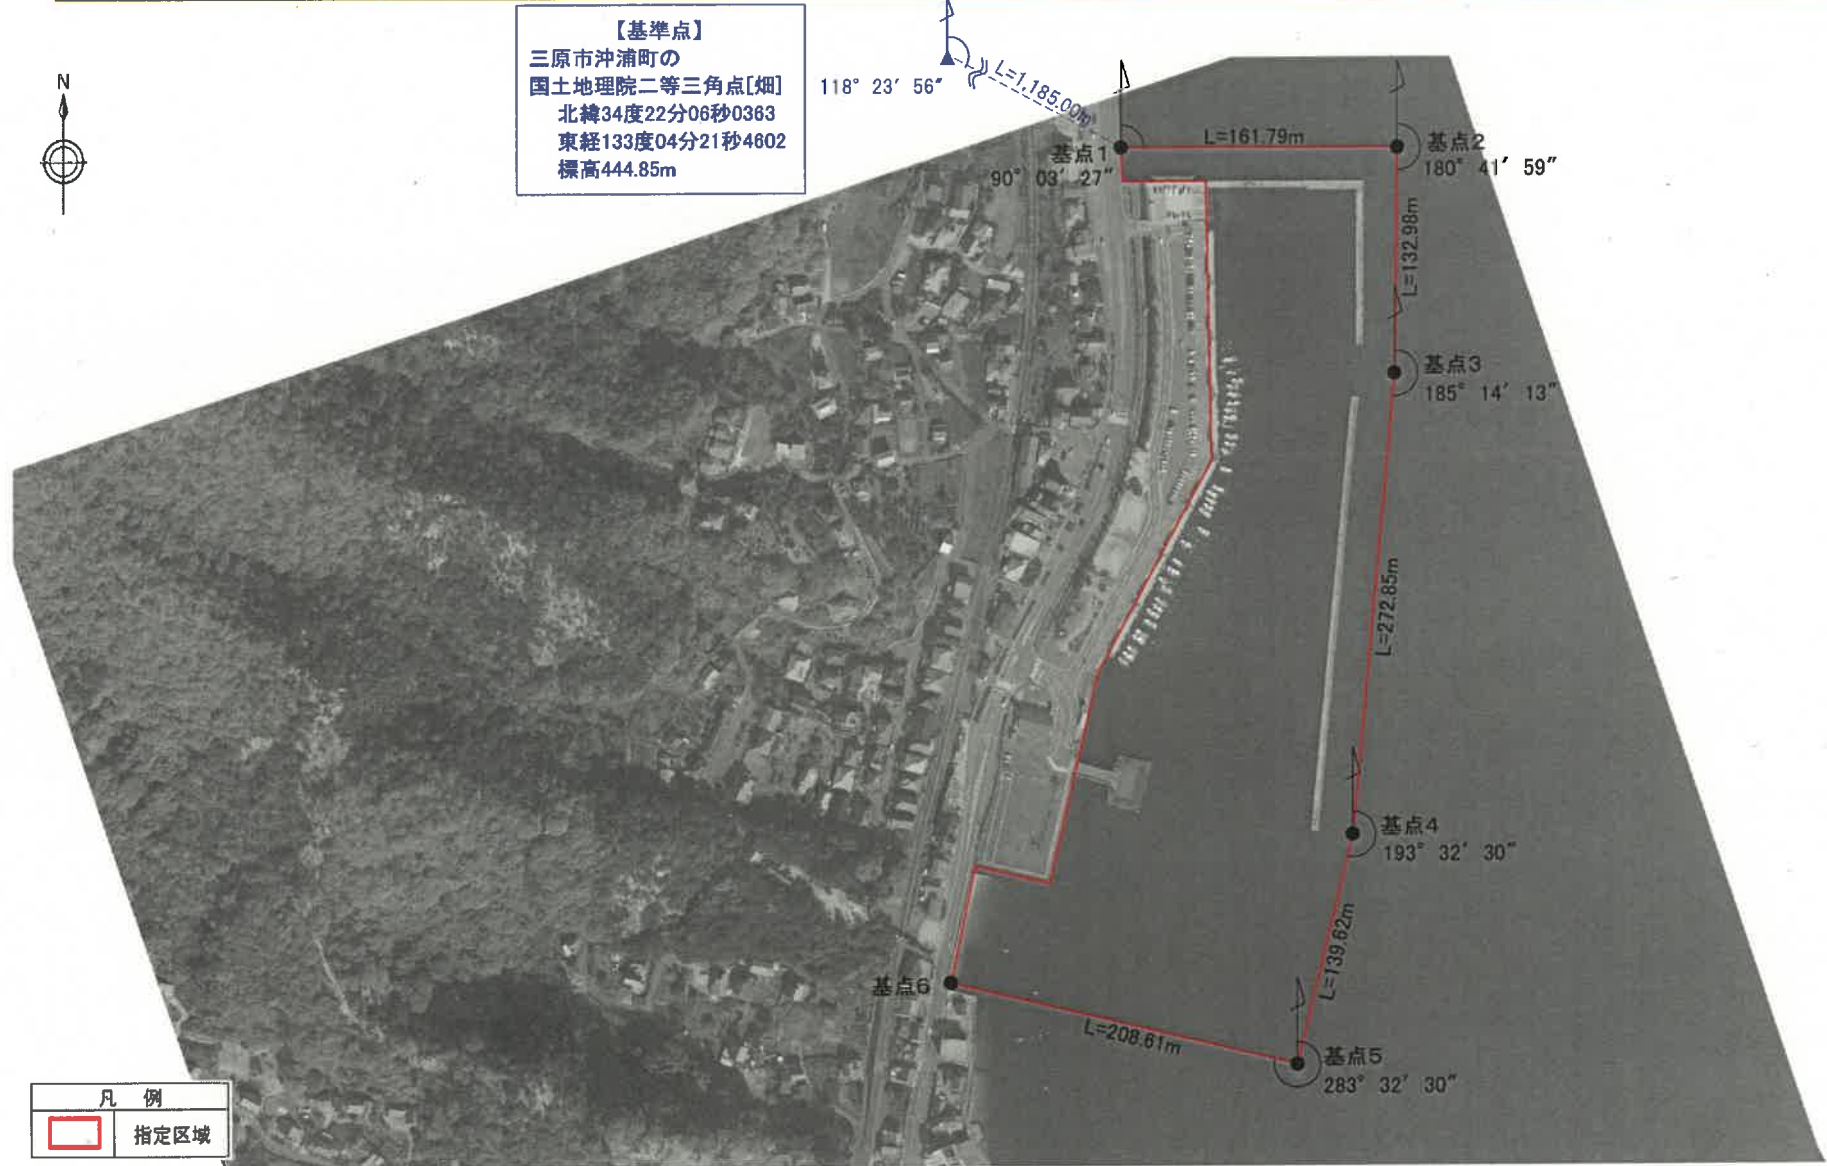 【基準点】
三原市沖浦町の
国土地理院二等三角点[畑]
北緯34度22分06秒0363
東経133度04分21秒4602
標高444.85m
118° 23′ 56″
L=1,185.00m
N
基点1
90° 03′ 27″
L=161.79m
基点2
180° 41′ 59″
L=132.98m
基点3
185° 14′ 13″
L=272.85m
基点4
193° 32′ 30″
L=139.62m
基点5
283° 32′ 30″
L=208.61m
基点6
凡 例
指定区域